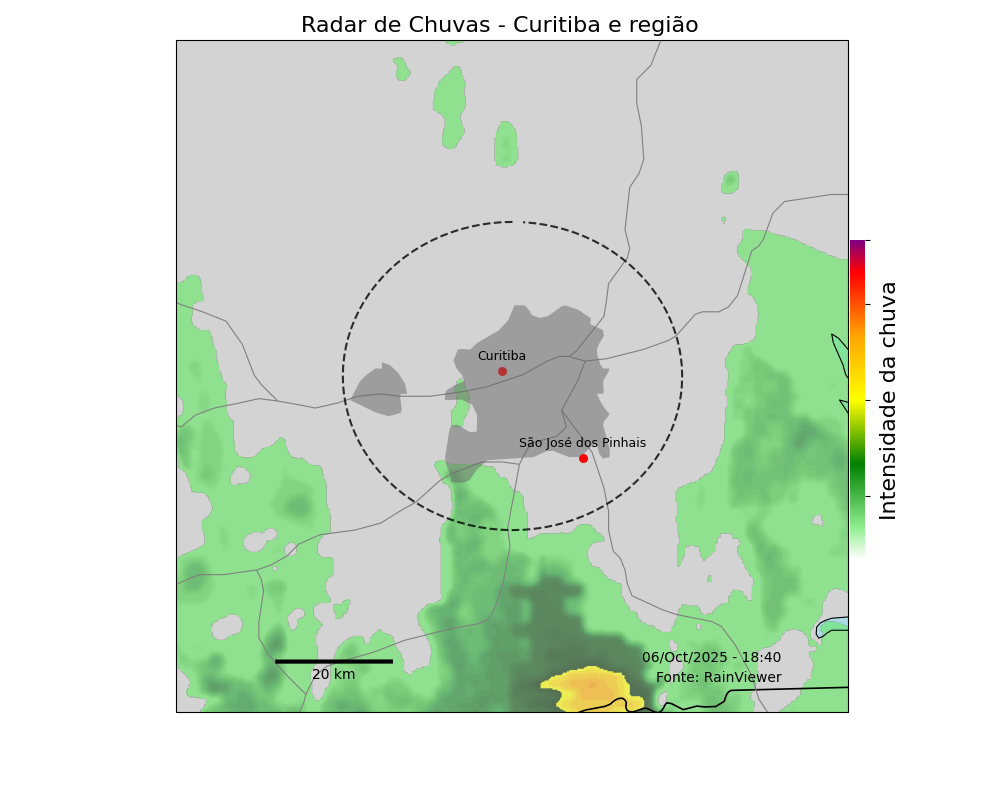 Radar de Chuvas - Curitiba e região
Curitiba
São José dos Pinhais
Intensidade da chuva
06/Oct/2025 - 18:40
Fonte: RainViewer
20 km